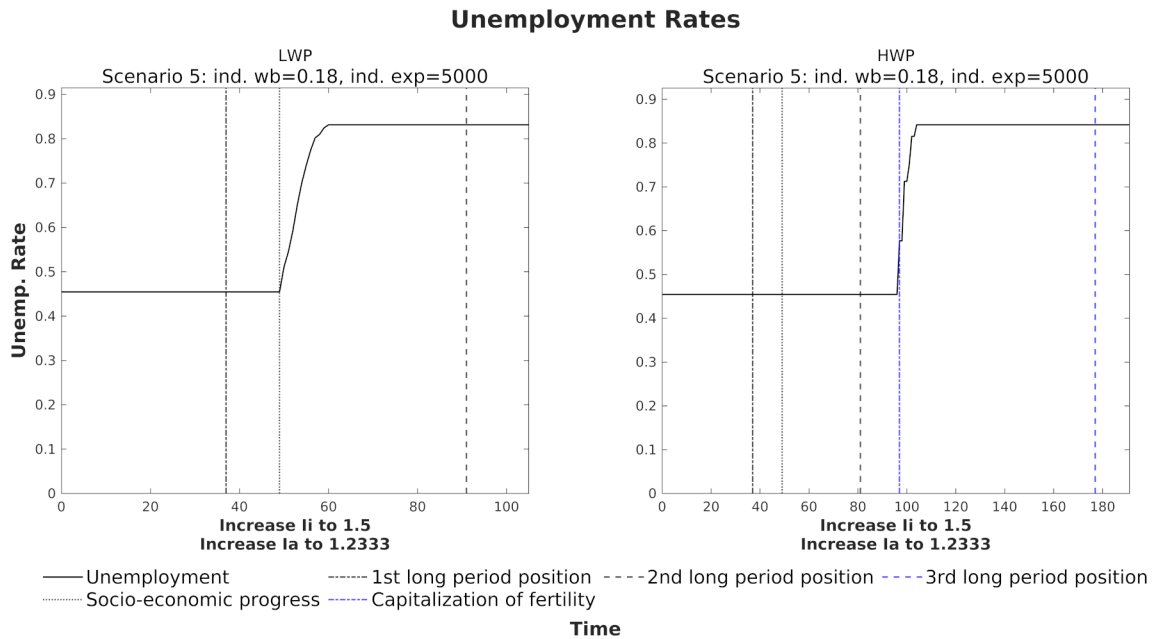 Unemployment Rates
LWP
Scenario 5: ind. wb=0.18, ind. exp=5000
HWP
Scenario 5: ind. wb=0.18, ind. exp=5000
Unemp. Rate
0.9
0.8
0.7
0.6
0.5
0.4
0.3
0.2
0.1
0
0 20 40 60 80 100
Increase Ii to 1.5
Increase Ia to 1.2333
0.9
0.8
0.7
0.6
0.5
0.4
0.3
0.2
0.1
0
0 20 40 60 80 100 120 140 160 180
Increase Ii to 1.5
Increase Ia to 1.2333
Unemployment 1st long period position 2nd long period position 3rd long period position
Socio-economic progress Capitalization of fertility
Time